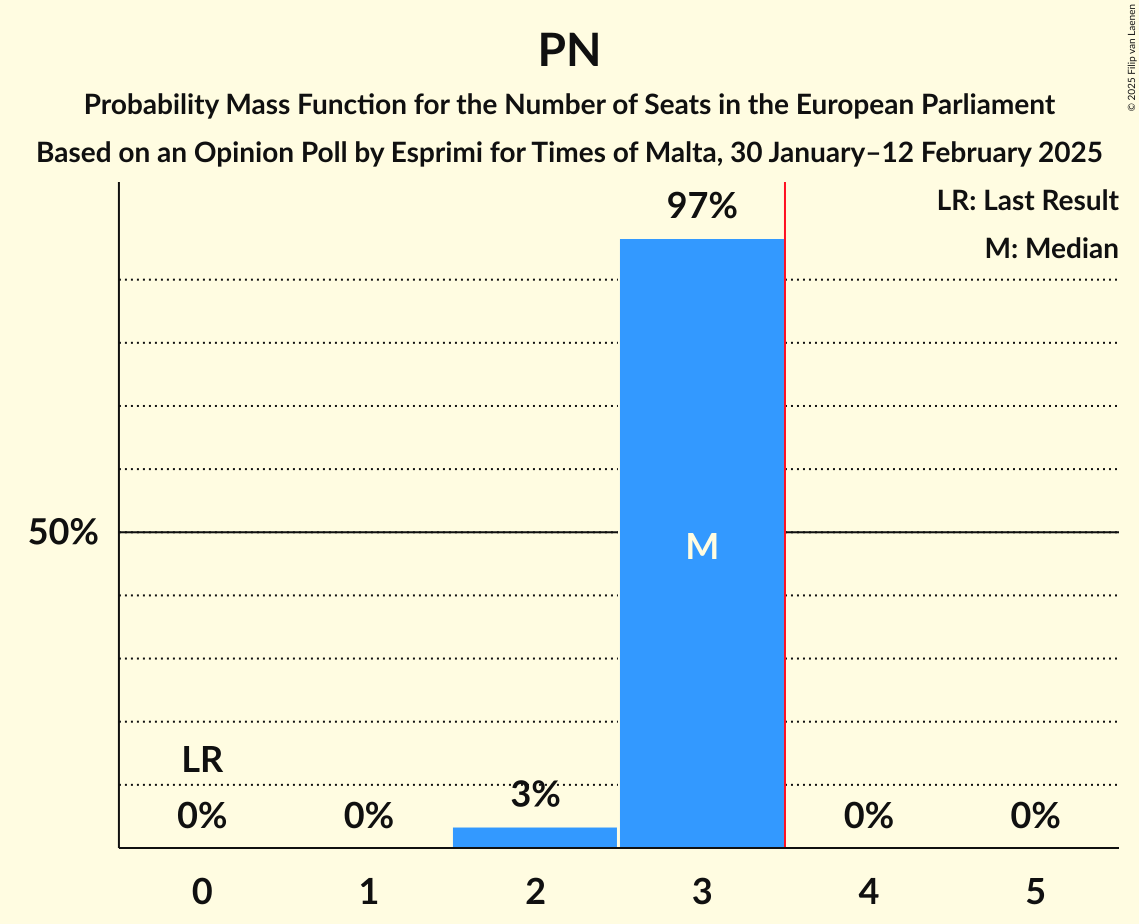 PN
Probability Mass Function for the Number of Seats in the European Parliament
Based on an Opinion Poll by Esprimi for Times of Malta, 30 January–12 February 2025
© 2025 Filip van Laenen
LR: Last Result
M: Median
97%
50%
M
LR
0%
0%
3%
0%
0%
0
1
2
3
4
5